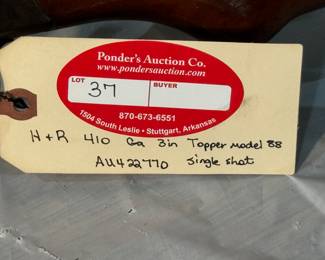 Ponder's Auction Co.
www.pondersauction.com
LOT
37
BUYER
870-673-6551
1504 South Leslie • Stuttgart, Arkansas
H + R 410 Ga 3in Topper model 88
AU422770 single shot